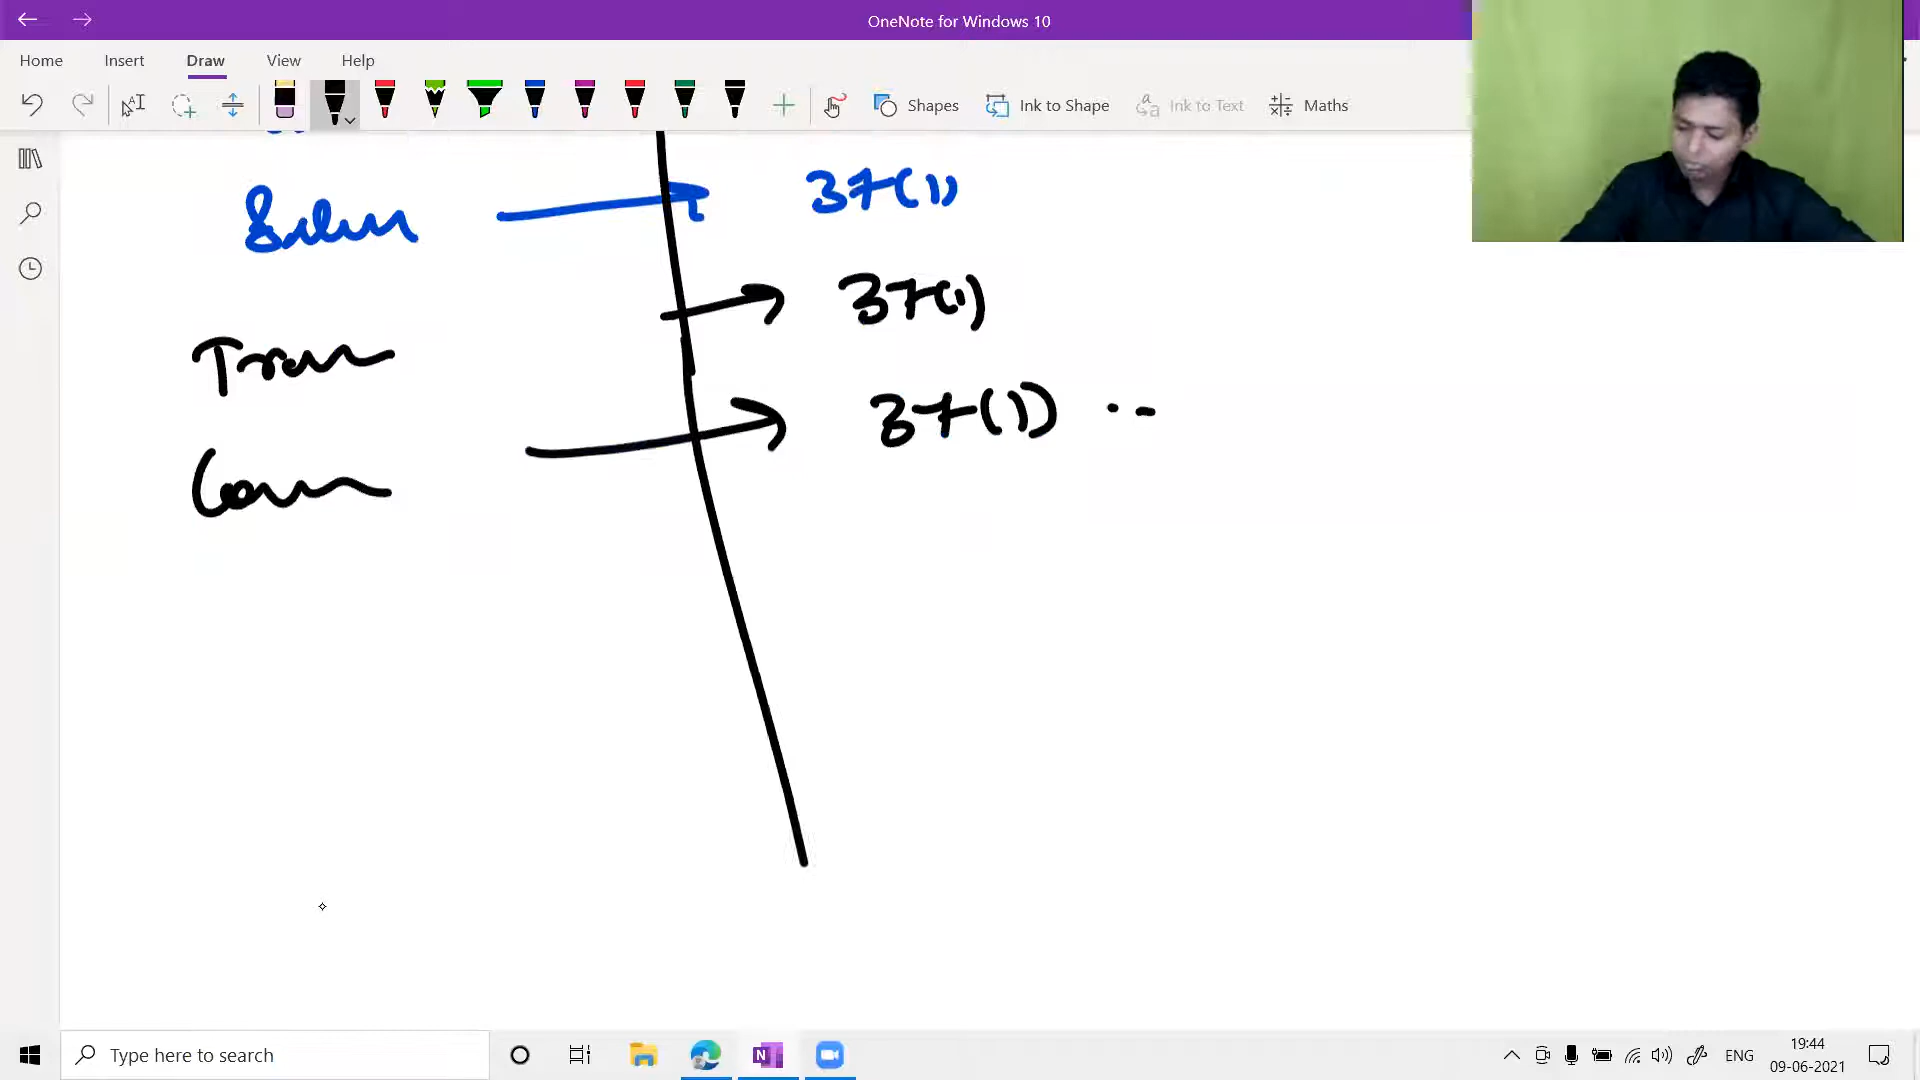 OneNote for Windows 10
Home Insert Draw View Help
Shapes Ink to Shape Ink to Text Maths
37(1)
37(1)
37(1) ..
Type here to search
ENG
19:44
09-06-2021